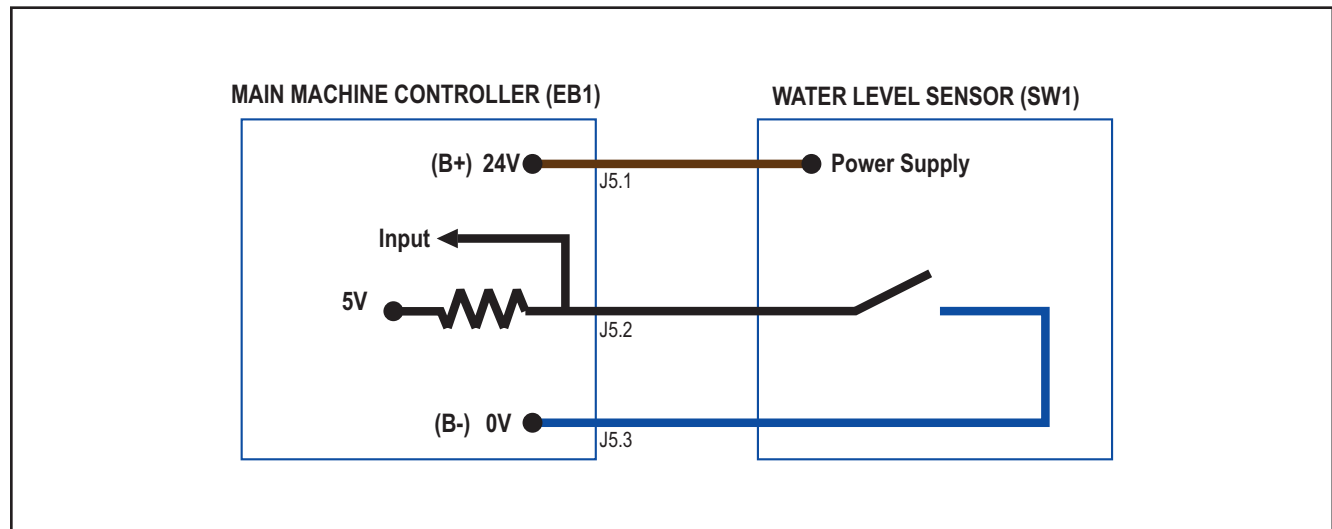 MAIN MACHINE CONTROLLER (EB1)
WATER LEVEL SENSOR (SW1)
(B+) 24V
J5.1
Power Supply
Input
5V
J5.2
(B-) 0V
J5.3